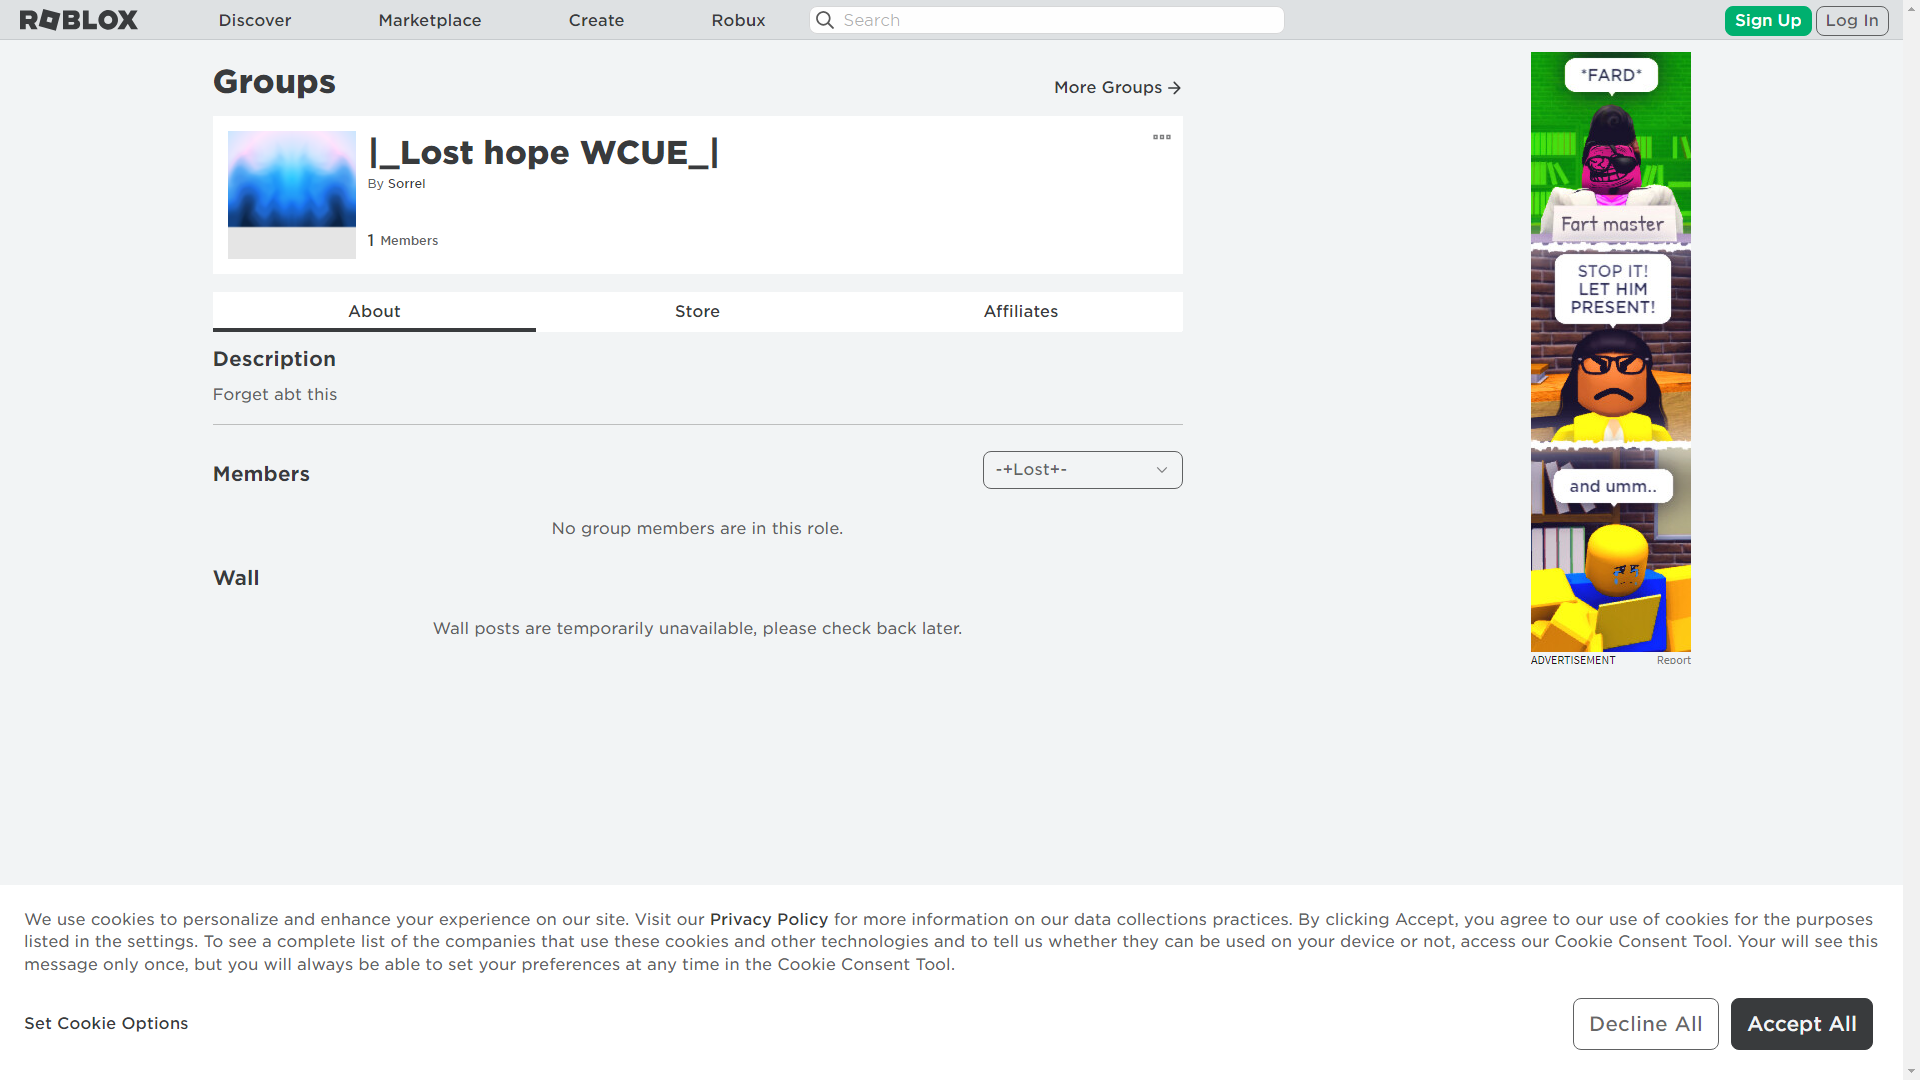 ROBLOX
Discover
Marketplace
Create
Robux
Search
Sign Up
Log In
Groups
More Groups
|_Lost hope WCUE_|
By Sorrel
1 Members
About
Store
Affiliates
Description
Forget abt this
Members
-+Lost+-
No group members are in this role.
Wall
Wall posts are temporarily unavailable, please check back later.
*FARD*
Fart master
STOP IT!
LET HIM
PRESENT!
and umm..
ADVERTISEMENT
Report
We use cookies to personalize and enhance your experience on our site. Visit our Privacy Policy for more information on our data collections practices. By clicking Accept, you agree to our use of cookies for the purposes
listed in the settings. To see a complete list of the companies that use these cookies and other technologies and to tell us whether they can be used on your device or not, access our Cookie Consent Tool. Your will see this
message only once, but you will always be able to set your preferences at any time in the Cookie Consent Tool.
Set Cookie Options
Decline All
Accept All